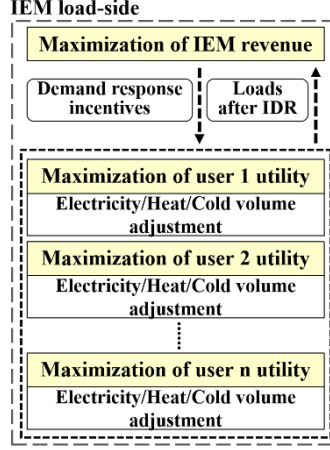 IEM load-side
Maximization of IEM revenue
Demand response
incentives
Loads
after IDR
Maximization of user 1 utility
Electricity/Heat/Cold volume
adjustment
Maximization of user 2 utility
Electricity/Heat/Cold volume
adjustment
Maximization of user n utility
Electricity/Heat/Cold volume
adjustment